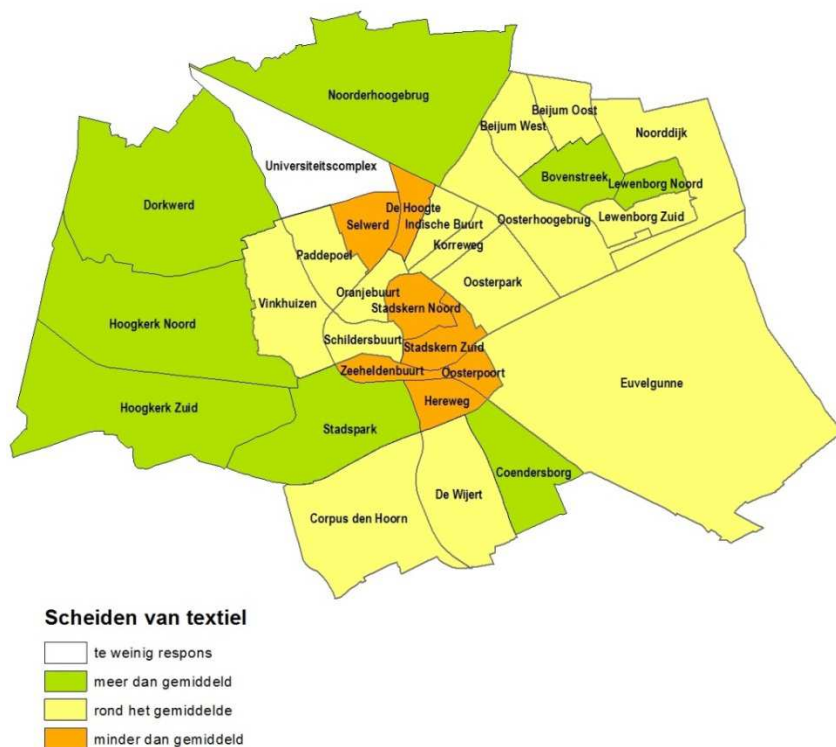 Noorderhoogebrug
Beijum Oost
Beijum West
Noorddijk
Universiteitscomplex
Bovenstreek
Lewenborg Noord
Dorkwerd
De Hoogte
Lewenborg Zuid
Selwerd
Indische Buurt
Oosterhoogebrug
Korreweg
Paddepoel
Oosterpark
Oranjebuurt
Vinkhuizen
Stadskern Noord
Hoogkerk Noord
Schildersbuurt
Stadskern Zuid
Zeeheldenbuurt
Oosterpoort
Euvelgunne
Hereweg
Hoogkerk Zuid
Stadspark
Coendersborg
De Wijert
Corpus den Hoorn
Scheiden van textiel
te weinig respons
meer dan gemiddeld
rond het gemiddelde
minder dan gemiddeld